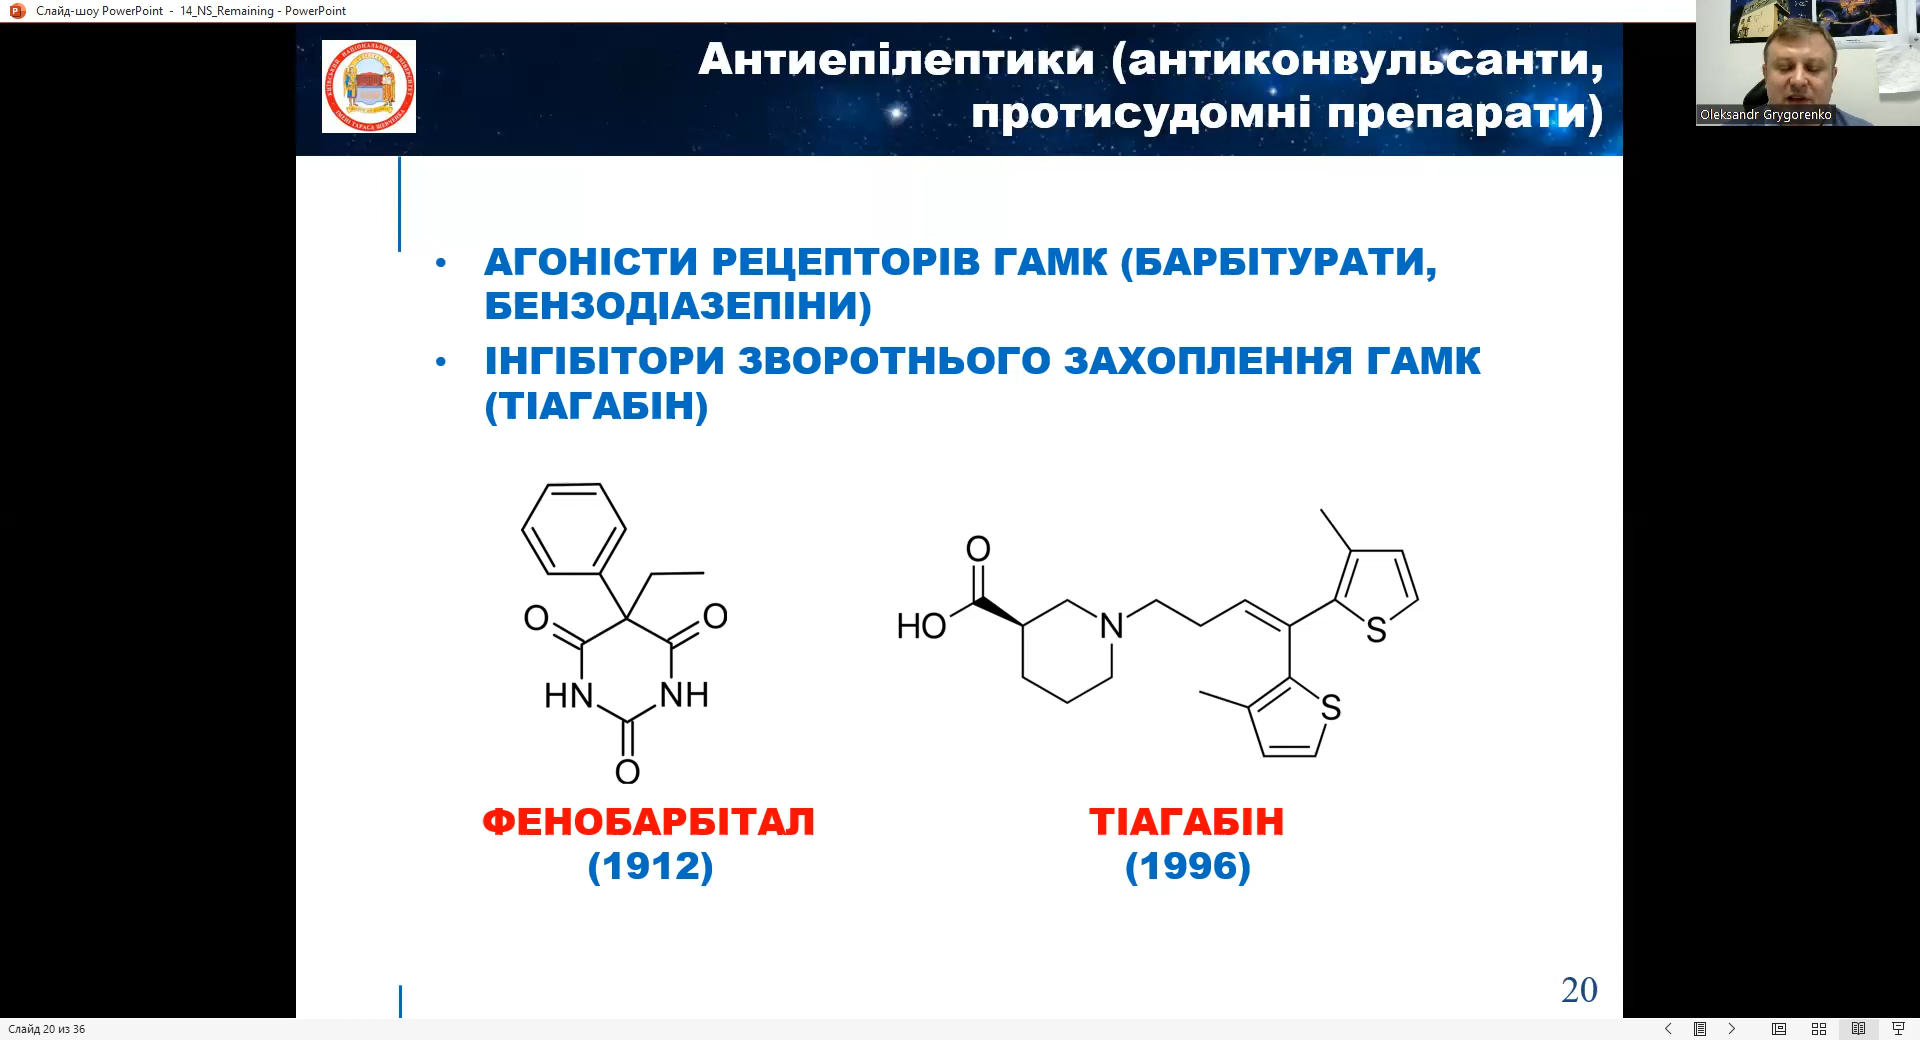 Слайд-шоу PowerPoint - 14_NS_Remaining - PowerPoint
Антиепілептики (антиконвульсанти,
протисудомні препарати)
Oleksandr Grygorenko
• АГОНІСТИ РЕЦЕПТОРІВ ГАМК (БАРБІТУРАТИ,
БЕНЗОДІАЗЕПІНИ)
• ІНГІБІТОРИ ЗВОРОТНЬОГО ЗАХОПЛЕННЯ ГАМК
(ТІАГАБІН)
O
O
HN
NH
O
O
HO
N
S
S
ФЕНОБАРБІТАЛ
(1912)
ТІАГАБІН
(1996)
20
Слайд 20 из 36